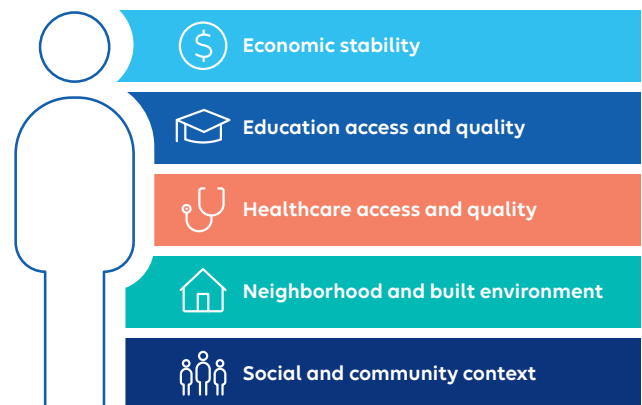 $ Economic stability
Education access and quality
Healthcare access and quality
Neighborhood and built environment
Social and community context